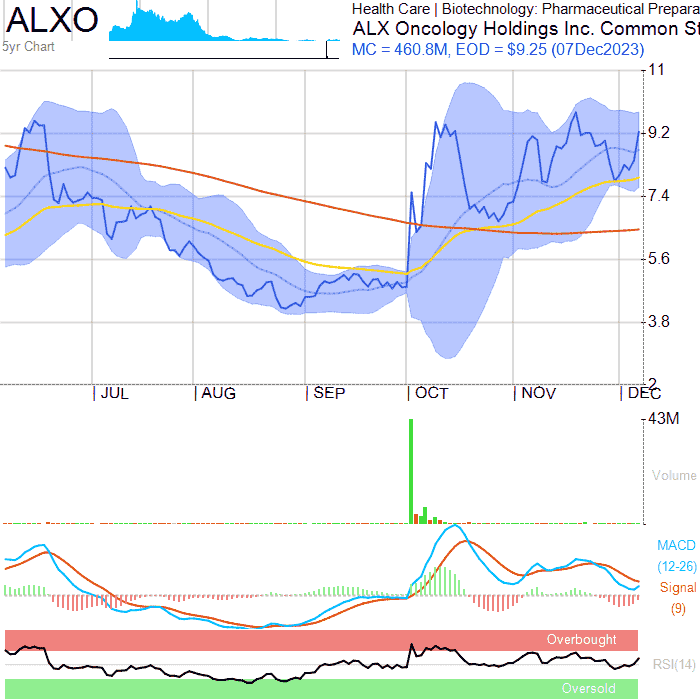 ALXO
5yr Chart
Health Care | Biotechnology: Pharmaceutical Prepara
ALX Oncology Holdings Inc. Common St
MC = 460.8M, EOD = $9.25 (07Dec2023)
11
9.2
7.4
5.6
3.8
2
JUL AUG SEP OCT NOV DEC
43M
Volume
MACD
(12-26)
Signal
(9)
Overbought
RSI(14)
Oversold